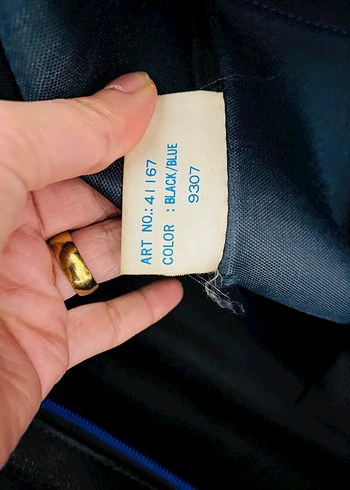 ART NO.: 41167
COLOR : BLACK/BLUE
9307